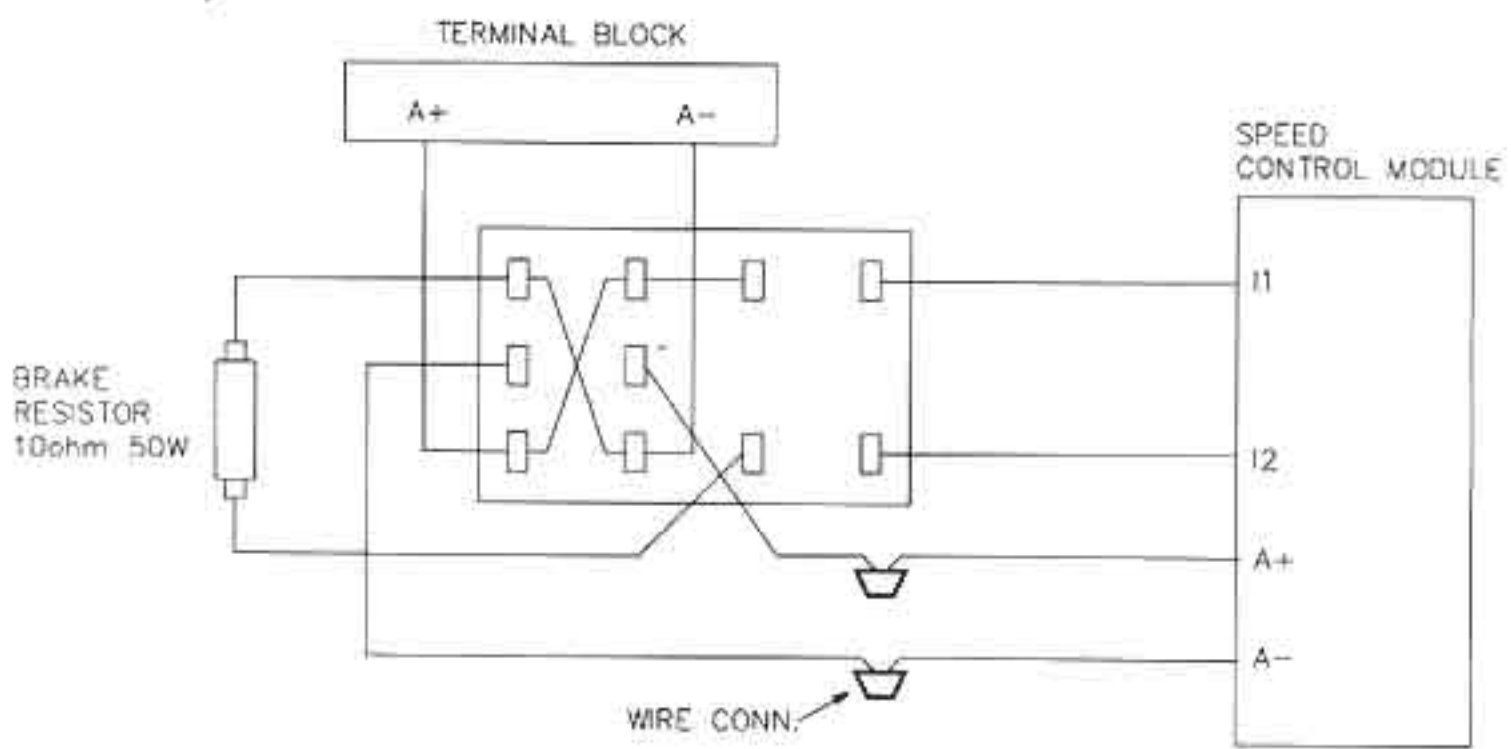 TERMINAL BLOCK
A+
A-
SPEED
CONTROL MODULE
I1
BRAKE
RESISTOR
10ohm 50W
I2
A+
A-
WIRE CONN.